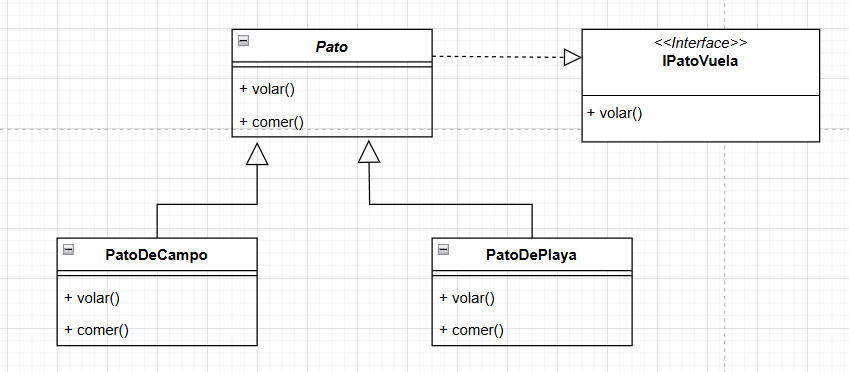 Pato
+ volar()
+ comer()
<<Interface>>
IPatoVuela
+ volar()
PatoDeCampo
+ volar()
+ comer()
PatoDePlaya
+ volar()
+ comer()